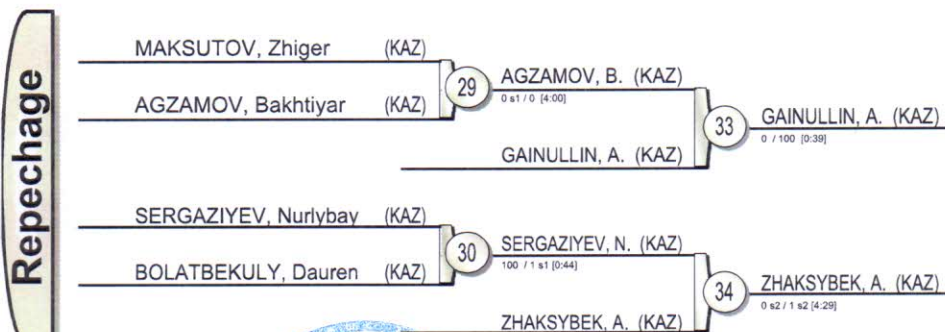 Repechage
MAKSUTOV, Zhiger (KAZ)
AGZAMOV, Bakhtiyar (KAZ)
29
AGZAMOV, B. (KAZ)
0 s1 / 0 [4:00]
GAINULLIN, A. (KAZ)
33
GAINULLIN, A. (KAZ)
0 / 100 [0:39]
SERGAZIYEV, Nurlybay (KAZ)
BOLATBEKULY, Dauren (KAZ)
30
SERGAZIYEV, N. (KAZ)
100 / 1 s1 [0:44]
ZHAKSYBEK, A. (KAZ)
34
ZHAKSYBEK, A. (KAZ)
0 s2 / 1 s2 [4:29]